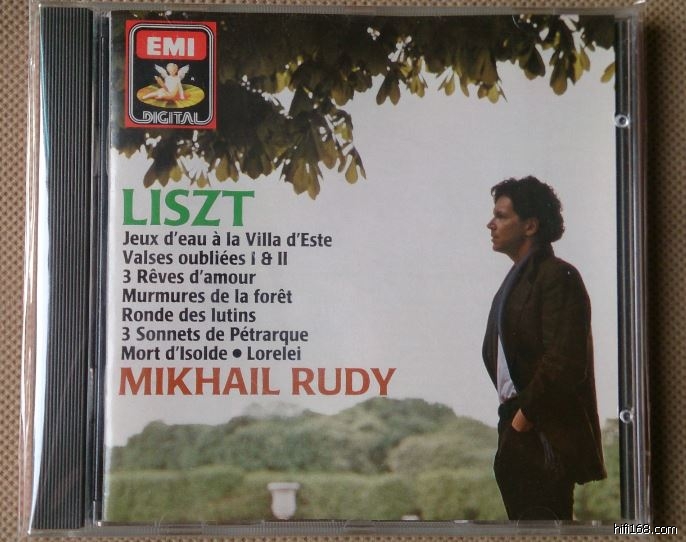 EMI
DIGITAL
LISZT
Jeux d'eau à la Villa d'Este
Valses oubliées I & II
3 Rêves d'amour
Murmures de la forêt
Ronde des lutins
3 Sonnets de Pétrarque
Mort d'Isolde • Lorelei
MIKHAIL RUDY
hifi168.com